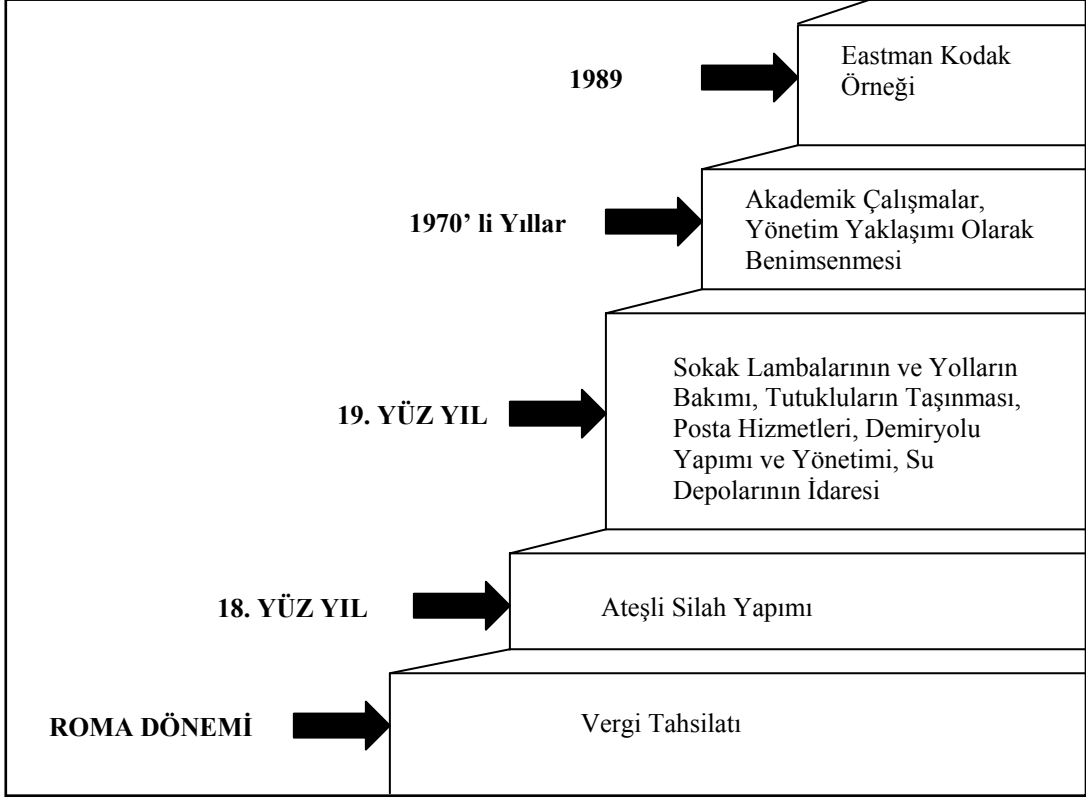 1989
Eastman Kodak
Örneği
1970’ li Yıllar
Akademik Çalışmalar,
Yönetim Yaklaşımı Olarak
Benimsenmesi
19. YÜZ YIL
Sokak Lambalarının ve Yolların
Bakımı, Tutukluların Taşınması,
Posta Hizmetleri, Demiryolu
Yapımı ve Yönetimi, Su
Depolarının İdaresi
18. YÜZ YIL
Ateşli Silah Yapımı
ROMA DÖNEMİ
Vergi Tahsilatı